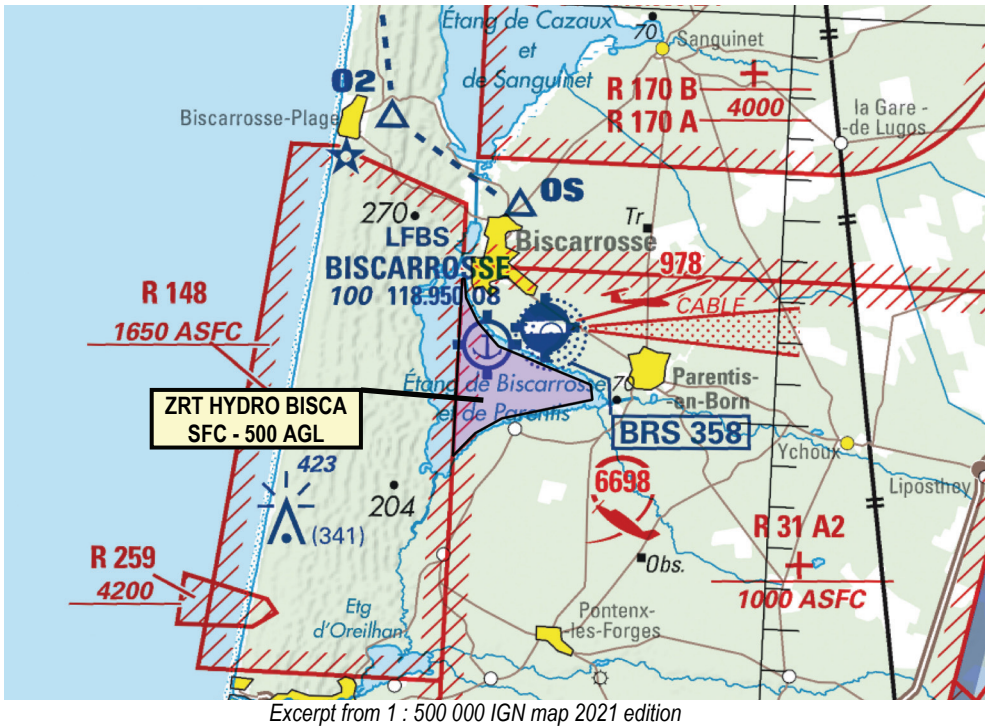 Étang de Cazaux
et
de Sanguinet
70
Sanguinet
O2
Biscarrosse-Plage
R 170 B
R 170 A
4000
la Gare -
-de Lugos
OS
270
LFBS
Biscarrosse
BISCARROSSE
100 118.950 08
Tr.
978
CABLE
R 148
1650 ASFC
ZRT HYDRO BISCA
SFC - 500 AGL
Étang de Biscarrosse
et de Parentis
70
Parentis-
-en-Born
BRS 358
Ychoux
Liposthey
423
(341)
204
6698
R 31 A2
1000 ASFC
Obs.
R 259
4200
Etg
d'Oreilhan
Pontenx-
-les-Forges
Excerpt from 1 : 500 000 IGN map 2021 edition